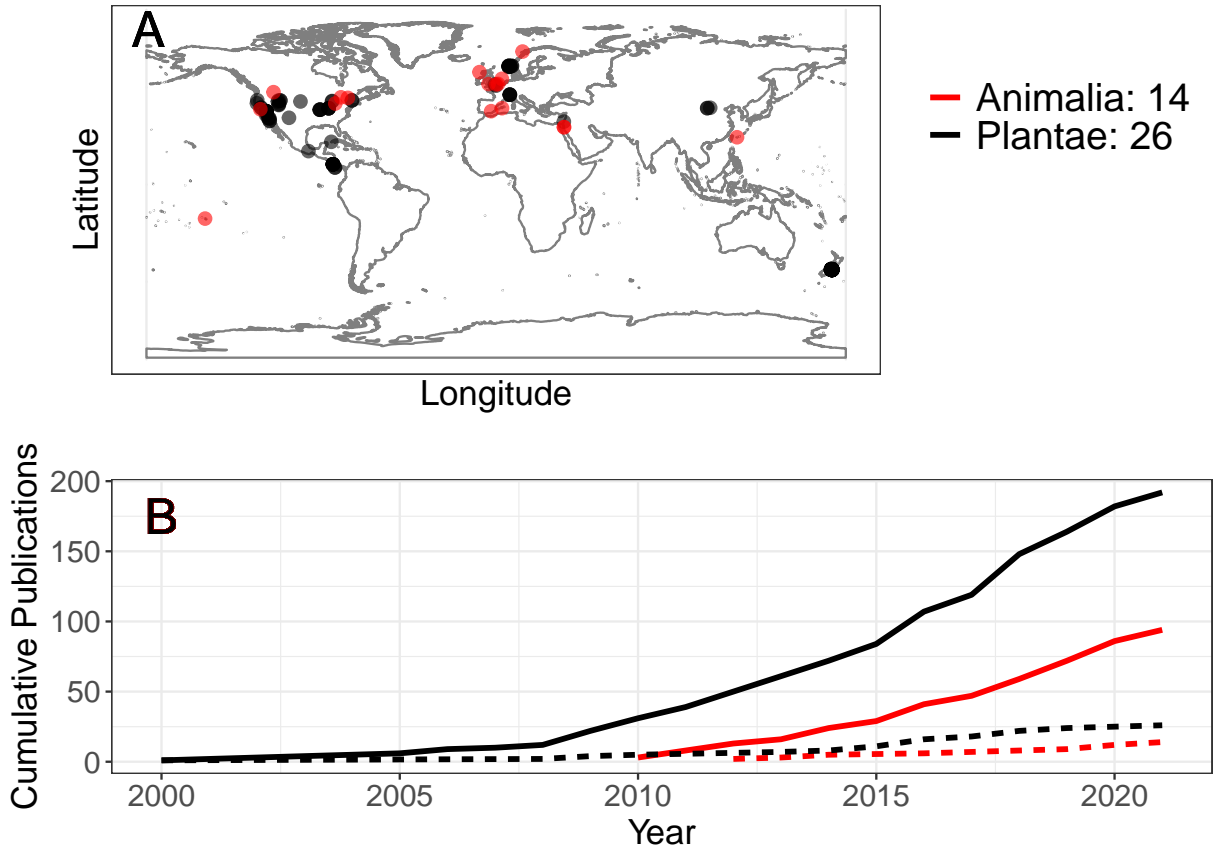 A
Latitude
Longitude
Animalia: 14
Plantae: 26
B
Cumulative Publications
200
150
100
50
0
2000 2005 2010 2015 2020
Year